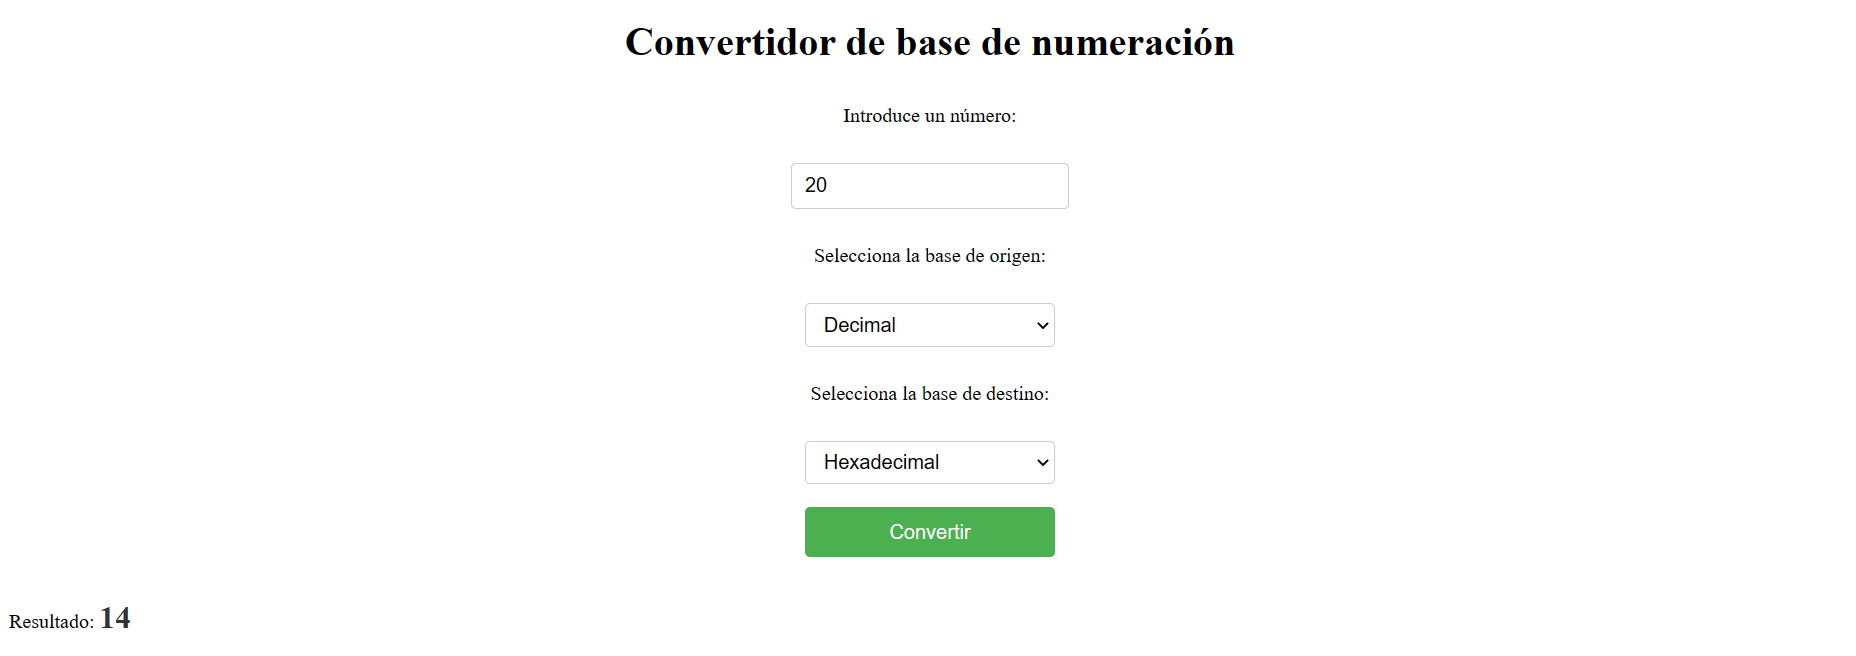 Convertidor de base de numeración
Introduce un número:
20
Selecciona la base de origen:
Decimal
Selecciona la base de destino:
Hexadecimal
Convertir
Resultado: 14